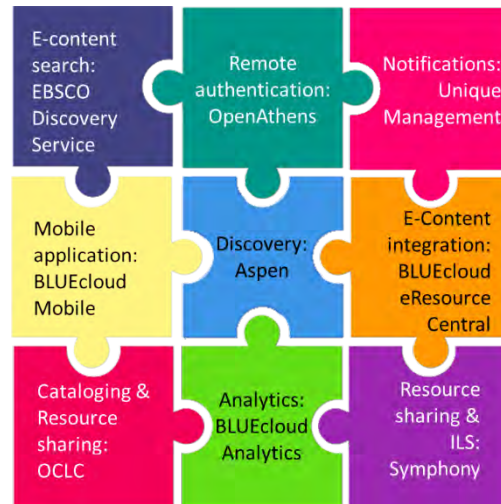 E-content
search:
EBSCO
Discovery
Service
Remote
authentication:
OpenAthens
Notifications:
Unique
Management
Mobile
application:
BLUEcloud
Mobile
Discovery:
Aspen
E-Content
integration:
BLUEcloud
eResource
Central
Cataloging &
Resource
sharing:
OCLC
Analytics:
BLUEcloud
Analytics
Resource
sharing &
ILS:
Symphony